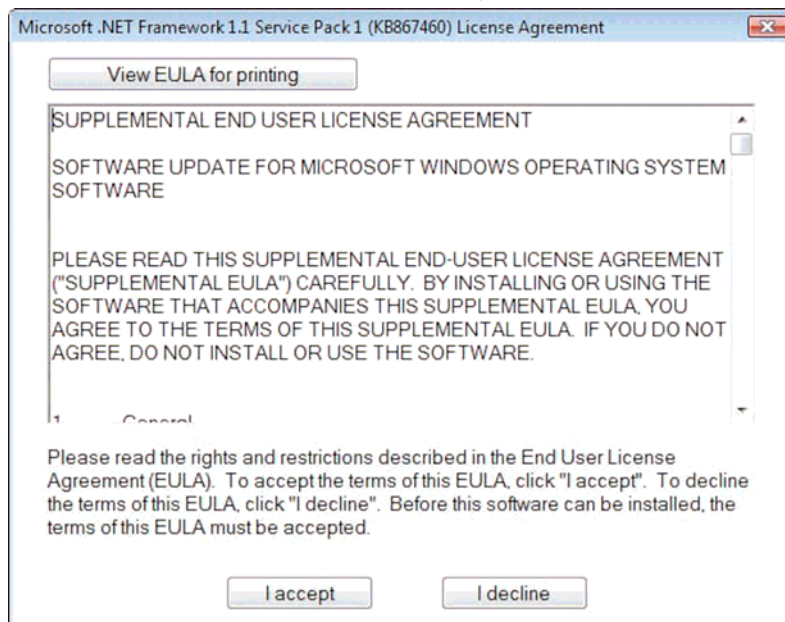 Microsoft .NET Framework 1.1 Service Pack 1 (KB867460) License Agreement
View EULA for printing
SUPPLEMENTAL END USER LICENSE AGREEMENT
SOFTWARE UPDATE FOR MICROSOFT WINDOWS OPERATING SYSTEM
SOFTWARE
PLEASE READ THIS SUPPLEMENTAL END-USER LICENSE AGREEMENT
("SUPPLEMENTAL EULA") CAREFULLY.  BY INSTALLING OR USING THE
SOFTWARE THAT ACCOMPANIES THIS SUPPLEMENTAL EULA, YOU
AGREE TO THE TERMS OF THIS SUPPLEMENTAL EULA.  IF YOU DO NOT
AGREE, DO NOT INSTALL OR USE THE SOFTWARE.
1. General
Please read the rights and restrictions described in the End User License
Agreement (EULA).  To accept the terms of this EULA, click "I accept".  To decline
the terms of this EULA, click "I decline".  Before this software can be installed, the
terms of this EULA must be accepted.
I accept
I decline